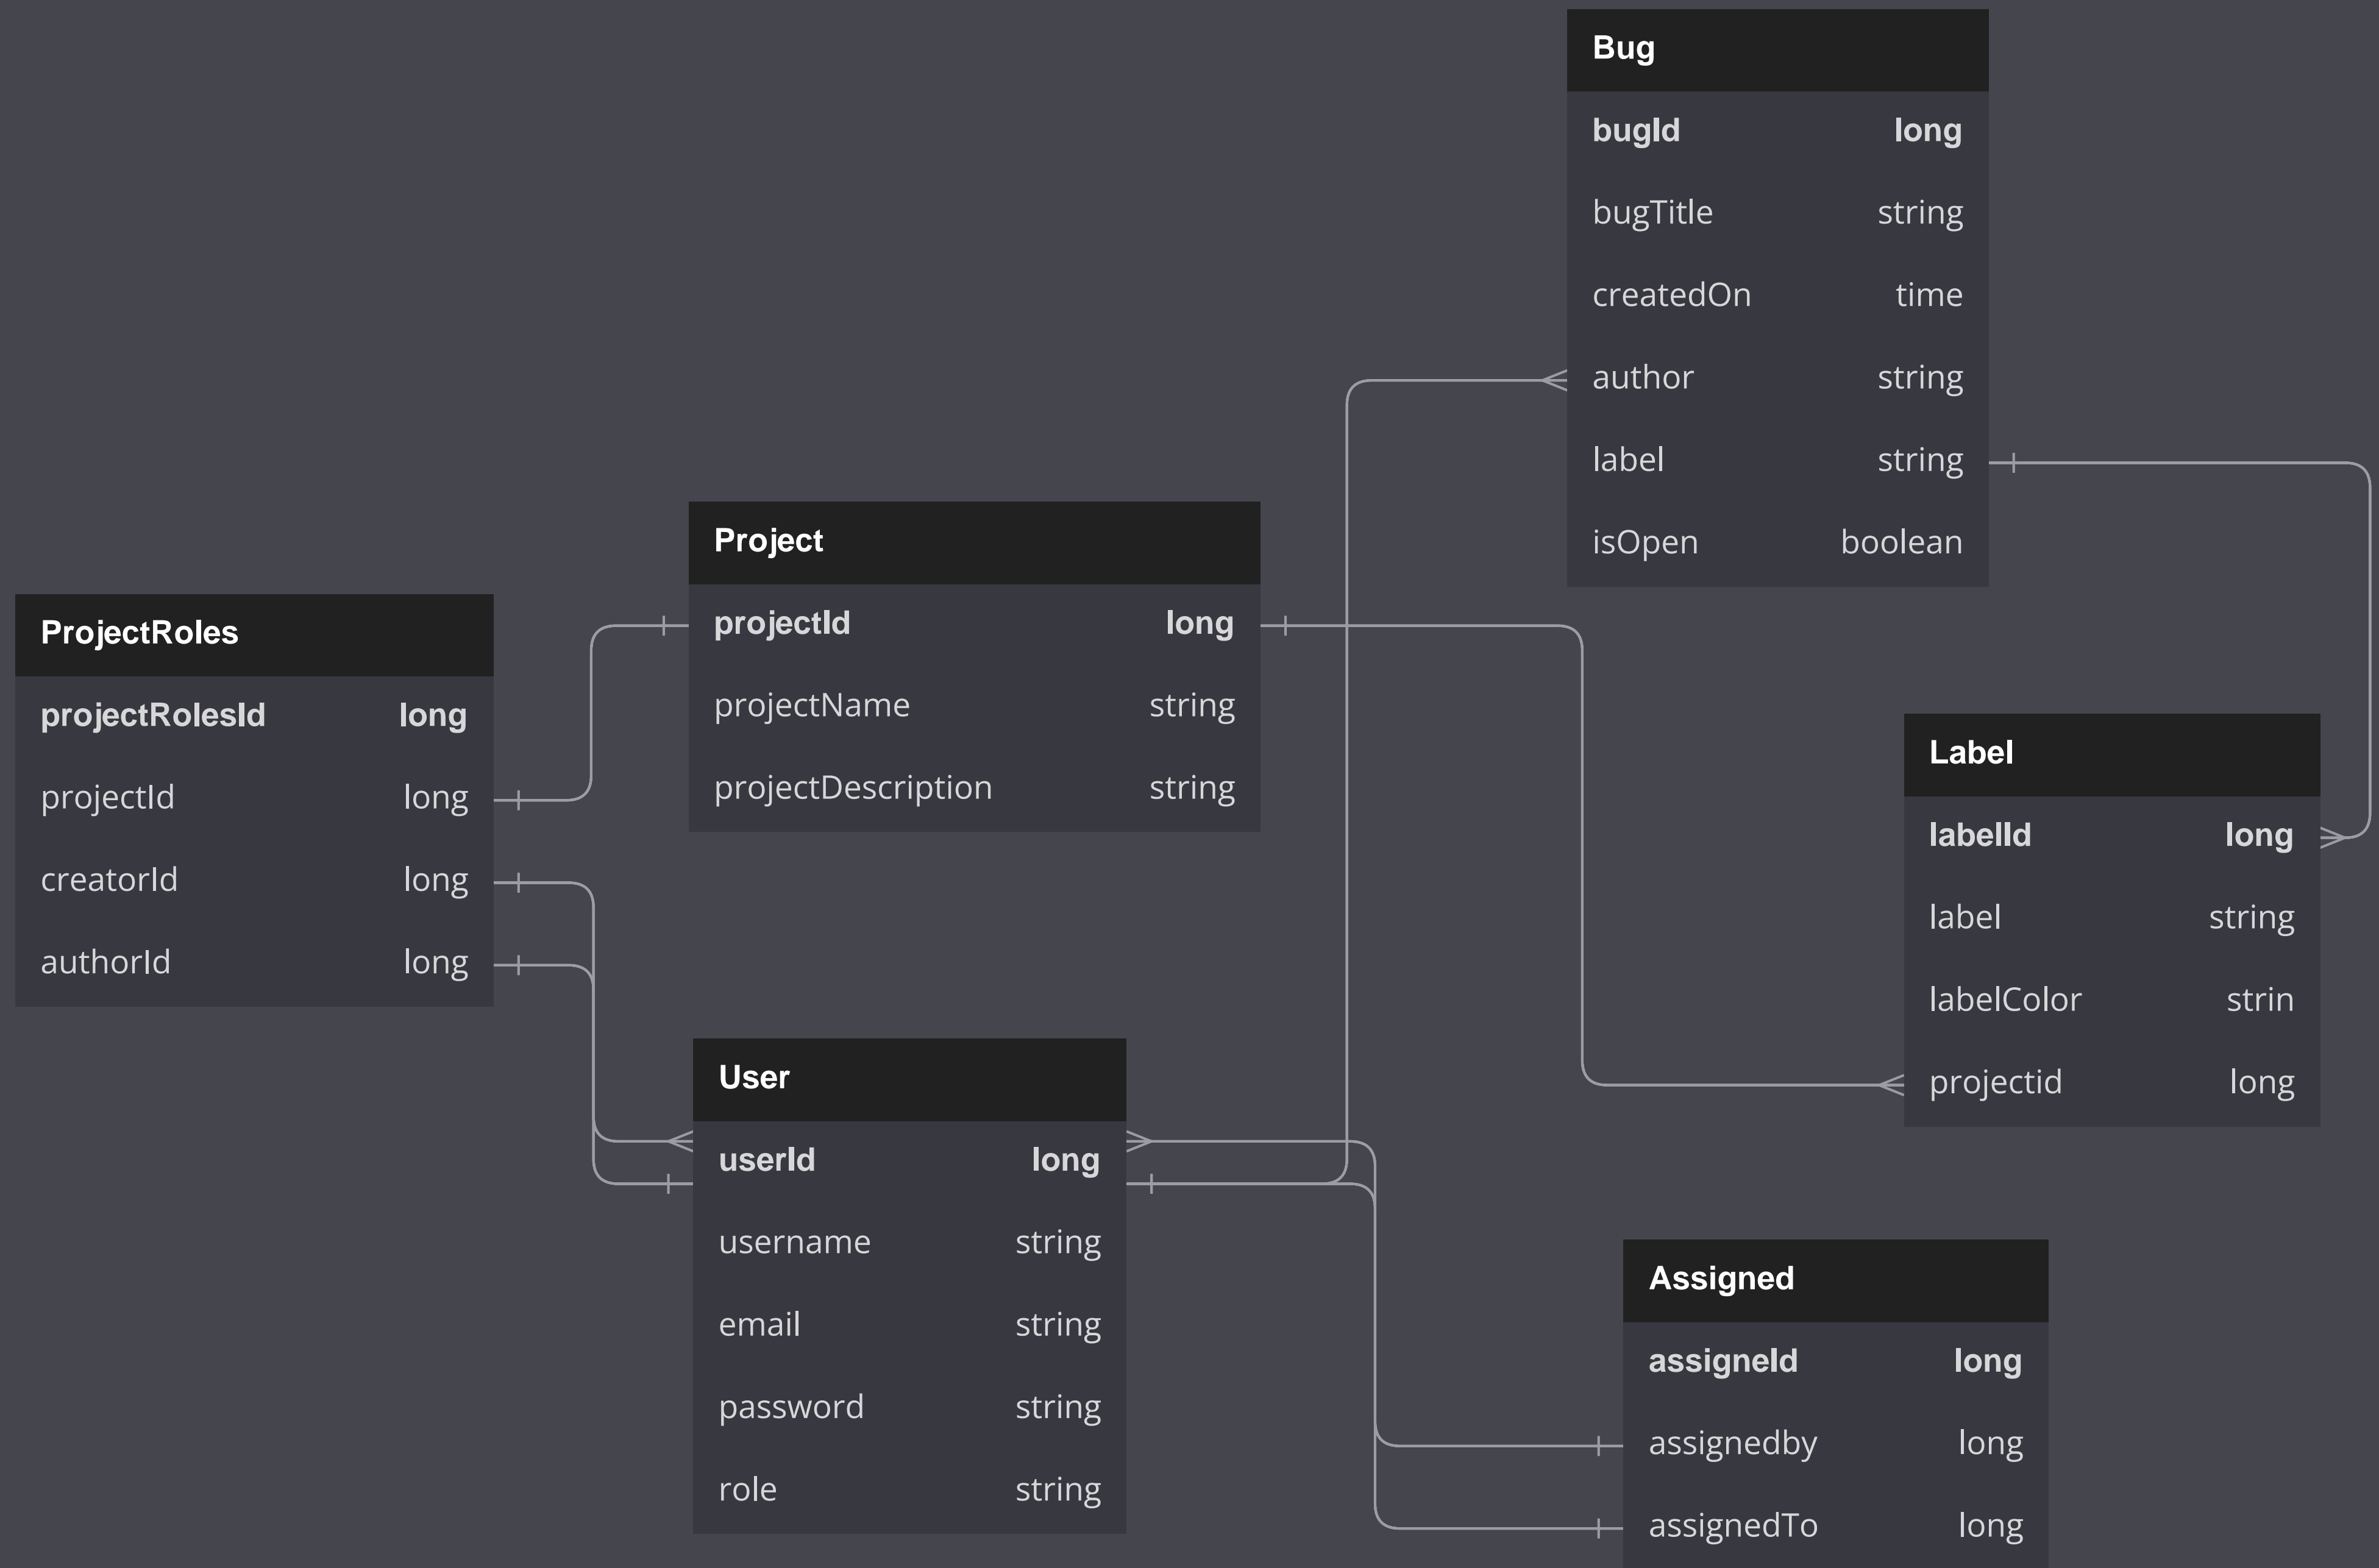 Bug
bugId long
bugTitle string
createdOn time
author string
label string
isOpen boolean
Project
projectId long
projectName string
projectDescription string
ProjectRoles
projectRolesId long
projectId long
creatorId long
authorId long
Label
labelId long
label string
labelColor strin
projectid long
User
userId long
username string
email string
password string
role string
Assigned
assigneId long
assignedby long
assignedTo long